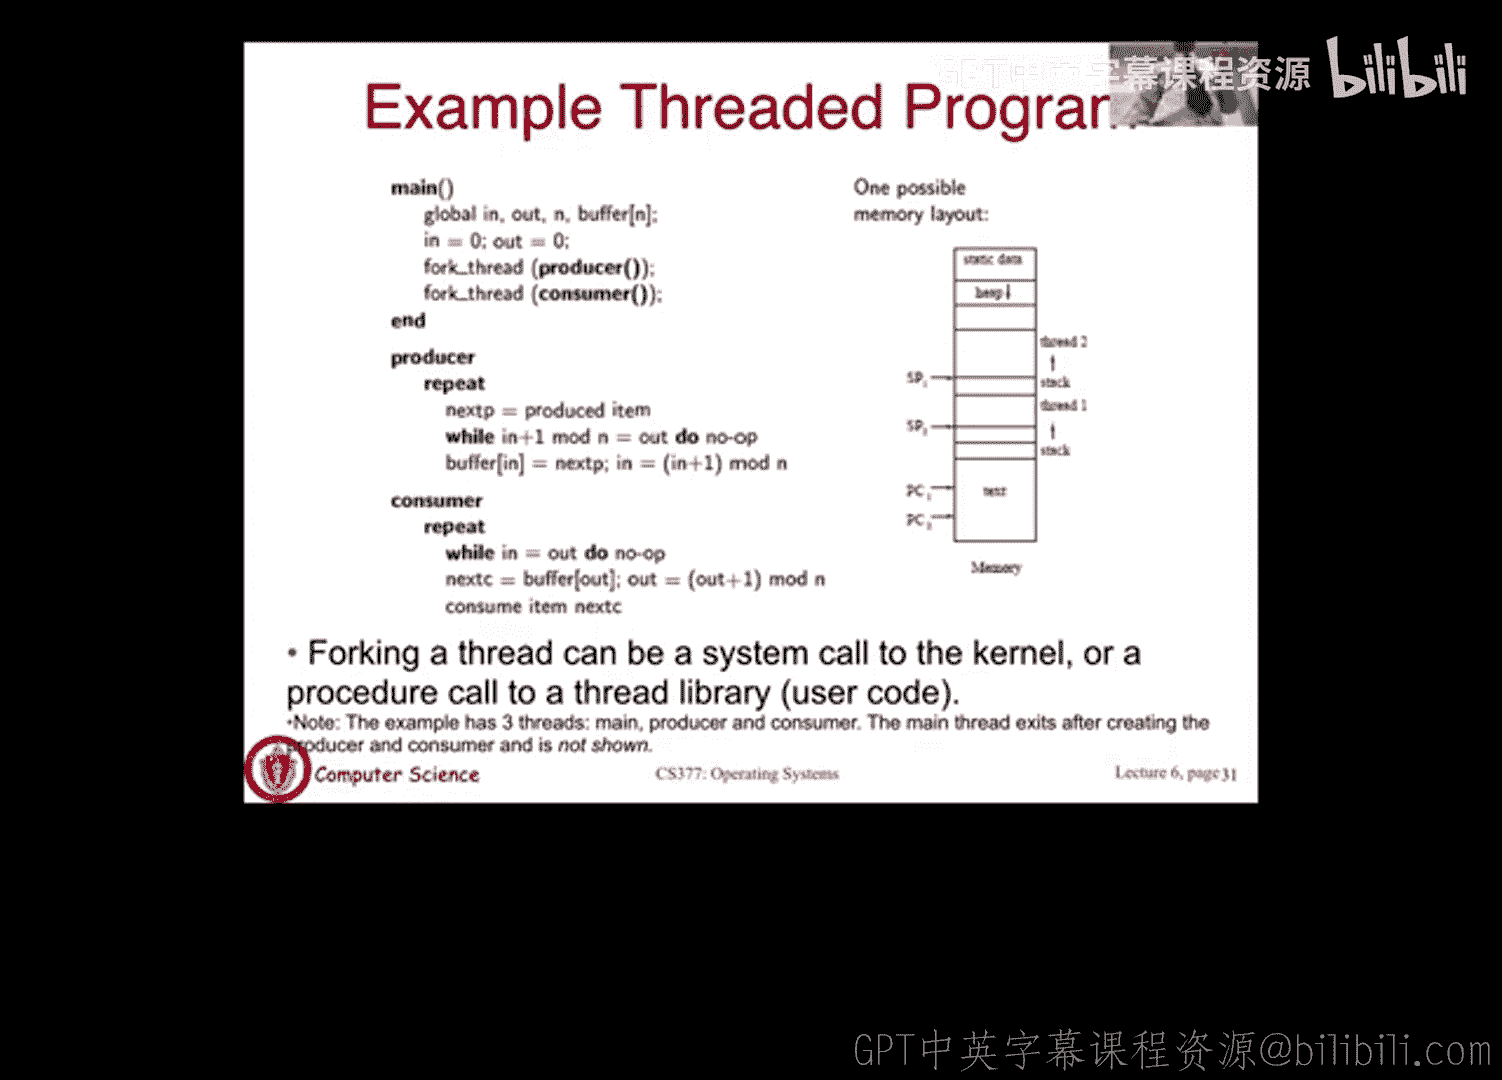 GPT中英字幕课程资源 bilibili
Example Threaded Program
main()
global in, out, n, buffer[n];
in = 0; out = 0;
fork_thread (producer());
fork_thread (consumer());
end
producer
repeat
nextp = produced item
while in+1 mod n = out do no-op
buffer[in] = nextp; in = (in+1) mod n
consumer
repeat
while in = out do no-op
nextc = buffer[out]; out = (out+1) mod n
consume item nextc
One possible
memory layout:
static data
heap↓
thread 2
↑
SP
stack
thread 1
SP
↑
stack
PC
text
PC
Memory
• Forking a thread can be a system call to the kernel, or a
procedure call to a thread library (user code).
•Note: The example has 3 threads: main, producer and consumer. The main thread exits after creating the
producer and consumer and is not shown.
Computer Science
CS377: Operating Systems
Lecture 6, page 31
GPT中英字幕课程资源@bilibili.com